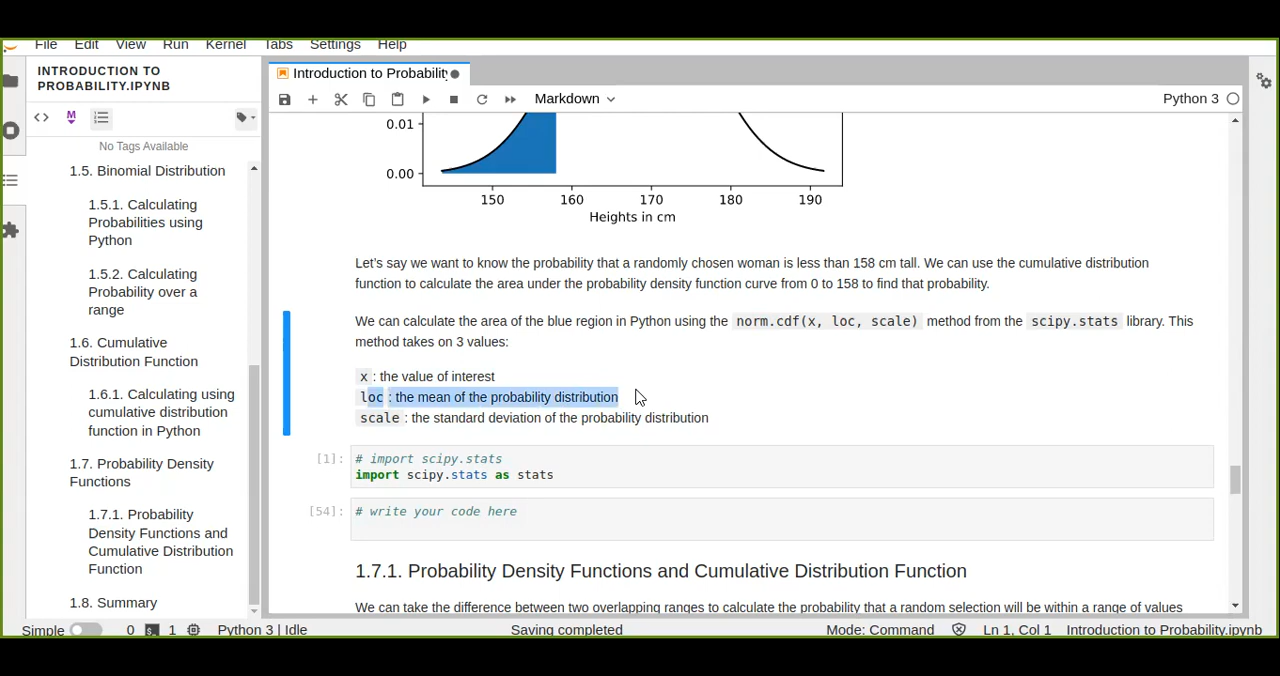 File Edit View Run Kernel Tabs Settings Help
INTRODUCTION TO
PROBABILITY.IPYNB
No Tags Available
1.5. Binomial Distribution
1.5.1. Calculating
Probabilities using
Python
1.5.2. Calculating
Probability over a
range
1.6. Cumulative
Distribution Function
1.6.1. Calculating using
cumulative distribution
function in Python
1.7. Probability Density
Functions
1.7.1. Probability
Density Functions and
Cumulative Distribution
Function
1.8. Summary
Introduction to Probability
Markdown
Python 3
0.01
0.00
150 160 170 180 190
Heights in cm
Let's say we want to know the probability that a randomly chosen woman is less than 158 cm tall. We can use the cumulative distribution
function to calculate the area under the probability density function curve from 0 to 158 to find that probability.
We can calculate the area of the blue region in Python using the norm.cdf(x, loc, scale) method from the scipy.stats library. This
method takes on 3 values:
x : the value of interest
loc : the mean of the probability distribution
scale : the standard deviation of the probability distribution
[1]: # import scipy.stats
import scipy.stats as stats
[54]: # write your code here
1.7.1. Probability Density Functions and Cumulative Distribution Function
We can take the difference between two overlapping ranges to calculate the probability that a random selection will be within a range of values
Simple 0 1 Python 3 | Idle Saving completed Mode: Command Ln 1, Col 1 Introduction to Probability.ipynb